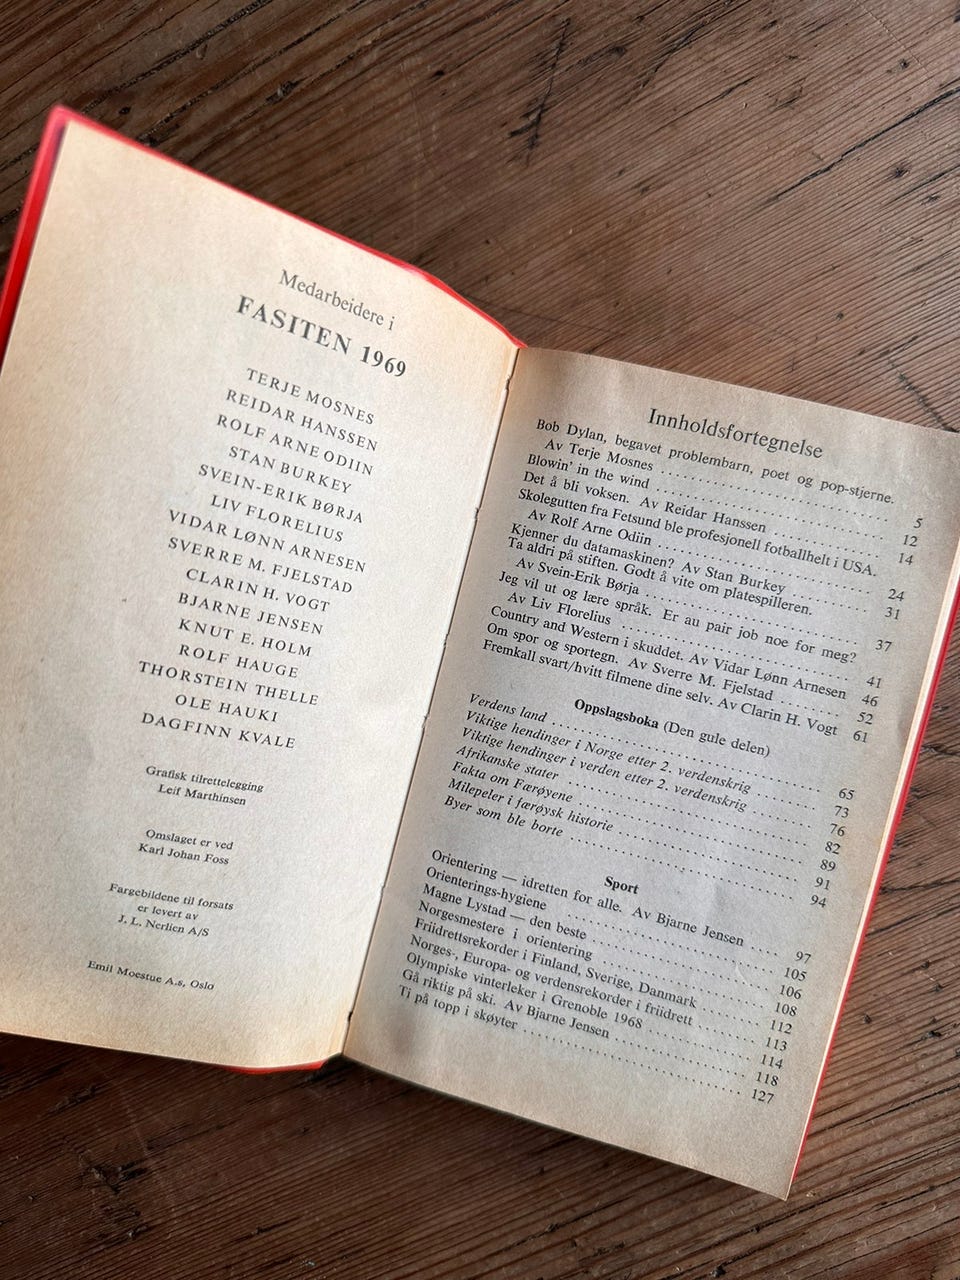 Medarbeidere i
FASITEN 1969
TERJE MOSNES
REIDAR HANSSEN
ROLF ARNE ODIIN
STAN BURKEY
SVEIN-ERIK BØRJA
LIV FLORELIUS
VIDAR LØNN ARNESEN
SVERRE M. FJELSTAD
CLARIN H. VOGT
BJARNE JENSEN
KNUT E. HOLM
ROLF HAUGE
THORSTEIN THELLE
OLE HAUKI
DAGFINN KVALE
Grafisk tilrettelegging
Leif Marthinsen
Omslaget er ved
Karl Johan Foss
Fargebildene til forsats
er levert av
J. L. Nerlien A/S
Emil Moestue A.s, Oslo
Innholdsfortegnelse
Bob Dylan, begavet problembarn, poet og pop-stjerne.
Av Terje Mosnes ........ 5
Blowin' in the wind ........ 12
Det å bli voksen. Av Reidar Hanssen ........ 14
Skolegutten fra Fetsund ble profesjonell fotballhelt i USA.
Av Rolf Arne Odiin ........ 24
Kjenner du datamaskinen? Av Stan Burkey ........ 31
Ta aldri på stiften. Godt å vite om platespilleren.
Av Svein-Erik Børja ........ 37
Jeg vil ut og lære språk. Er au pair job noe for meg?
Av Liv Florelius ........ 41
Country and Western i skuddet. Av Vidar Lønn Arnesen 46
Om spor og sportegn. Av Sverre M. Fjelstad ........ 52
Fremkall svart/hvitt filmene dine selv. Av Clarin H. Vogt 61
Oppslagsboka (Den gule delen)
Verdens land ........ 65
Viktige hendinger i Norge etter 2. verdenskrig ........ 73
Viktige hendinger i verden etter 2. verdenskrig ........ 76
Afrikanske stater ........ 82
Fakta om Færøyene ........ 89
Milepeler i færøysk historie ........ 91
Byer som ble borte ........ 94
Sport
Orientering — idretten for alle. Av Bjarne Jensen ........ 97
Orienterings-hygiene ........ 105
Magne Lystad — den beste ........ 106
Norgesmestere i orientering ........ 108
Friidrettsrekorder i Finland, Sverige, Danmark ........ 112
Norges-, Europa- og verdensrekorder i friidrett ........ 113
Olympiske vinterleker i Grenoble 1968 ........ 114
Gå riktig på ski. Av Bjarne Jensen ........ 118
Ti på topp i skøyter ........ 127